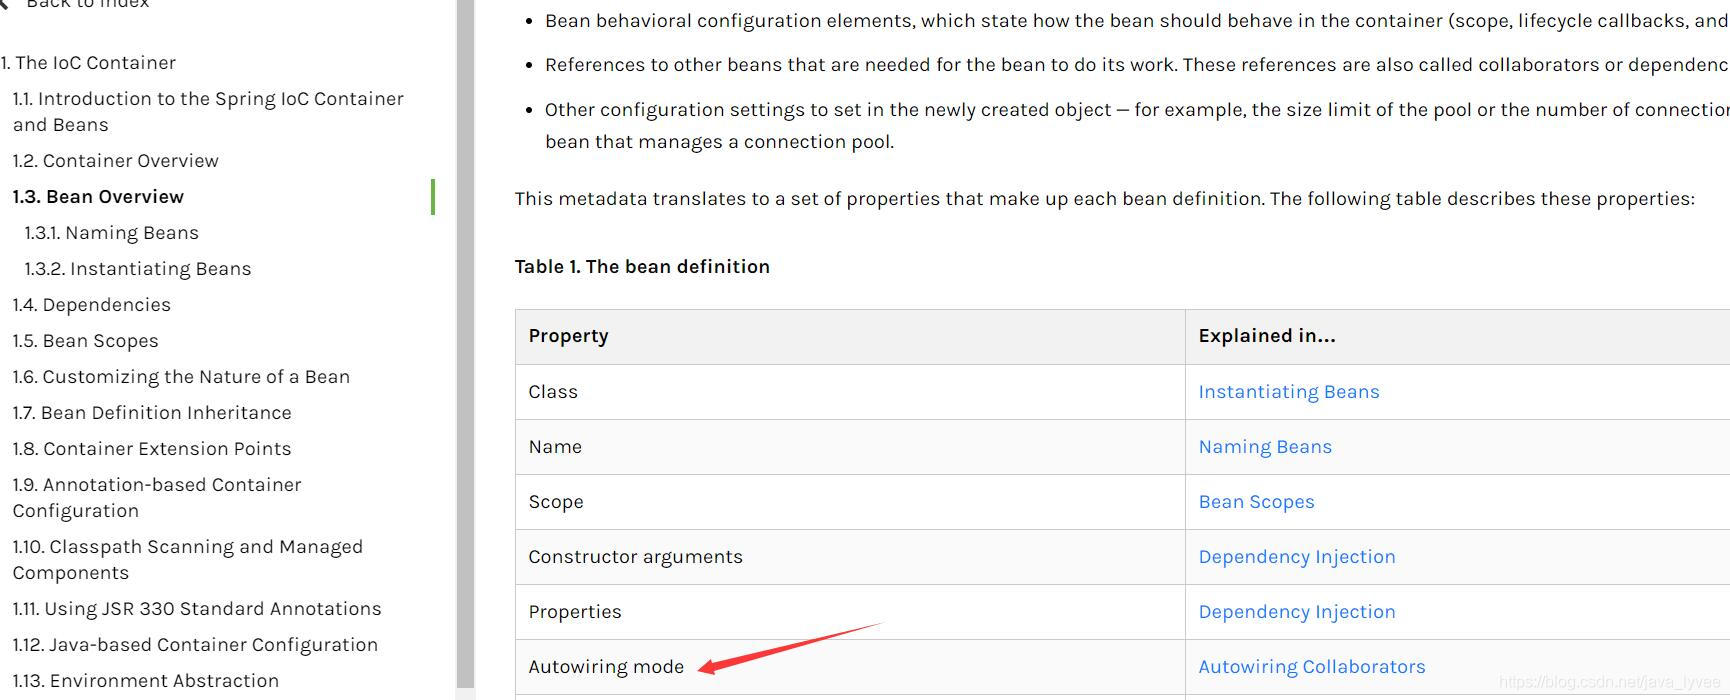 Back to index
1. The IoC Container
1.1. Introduction to the Spring IoC Container
and Beans
1.2. Container Overview
1.3. Bean Overview
1.3.1. Naming Beans
1.3.2. Instantiating Beans
1.4. Dependencies
1.5. Bean Scopes
1.6. Customizing the Nature of a Bean
1.7. Bean Definition Inheritance
1.8. Container Extension Points
1.9. Annotation-based Container
Configuration
1.10. Classpath Scanning and Managed
Components
1.11. Using JSR 330 Standard Annotations
1.12. Java-based Container Configuration
1.13. Environment Abstraction
• Bean behavioral configuration elements, which state how the bean should behave in the container (scope, lifecycle callbacks, and
• References to other beans that are needed for the bean to do its work. These references are also called collaborators or dependenc
• Other configuration settings to set in the newly created object — for example, the size limit of the pool or the number of connection
bean that manages a connection pool.
This metadata translates to a set of properties that make up each bean definition. The following table describes these properties:
Table 1. The bean definition
Property Explained in...
Class Instantiating Beans
Name Naming Beans
Scope Bean Scopes
Constructor arguments Dependency Injection
Properties Dependency Injection
Autowiring mode Autowiring Collaborators
https://blog.csdn.net/java_lyvee